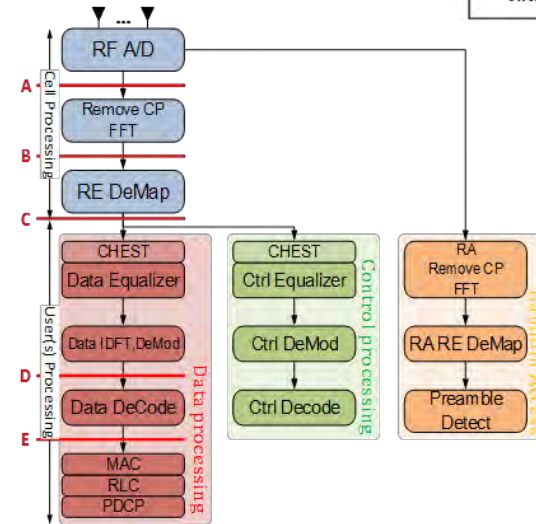 ...
RF A/D
A
Cell Processing
Remove CP
FFT
B
RE DeMap
C
CHEST
Data Equalizer
CHEST
Ctrl Equalizer
RA
Remove CP
FFT
Data IDFT,DeMod
Ctrl DeMod
RA RE DeMap
D
User(s) Processing
Data DeCode
Ctrl Decode
Preamble
Detect
E
MAC
RLC
PDCP
Data processing
Control processing